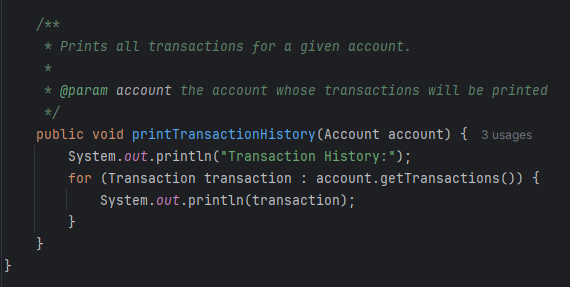 /**
 * Prints all transactions for a given account.
 *
 * @param account the account whose transactions will be printed
 */
public void printTransactionHistory(Account account) { 3 usages
    System.out.println("Transaction History:");
    for (Transaction transaction : account.getTransactions()) {
        System.out.println(transaction);
    }
}
}